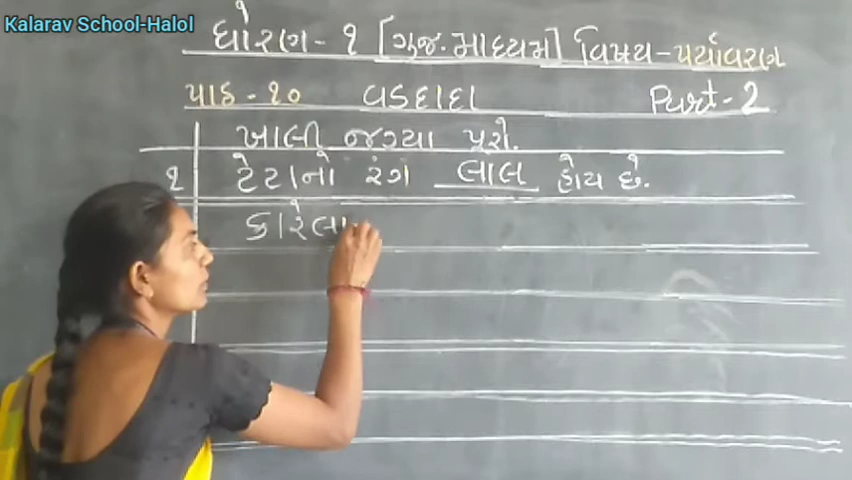 Kalarav School-Halol
ધોરણ - ૧ [ગુજ. માધ્યમ] વિષય - પર્યાવરણ
પાઠ - ૧૦ વડદાદા Part - 2
ખાલી જગ્યા પૂરો.
૧ ટેટાનો રંગ લાલ હોય છે.
કારેલા